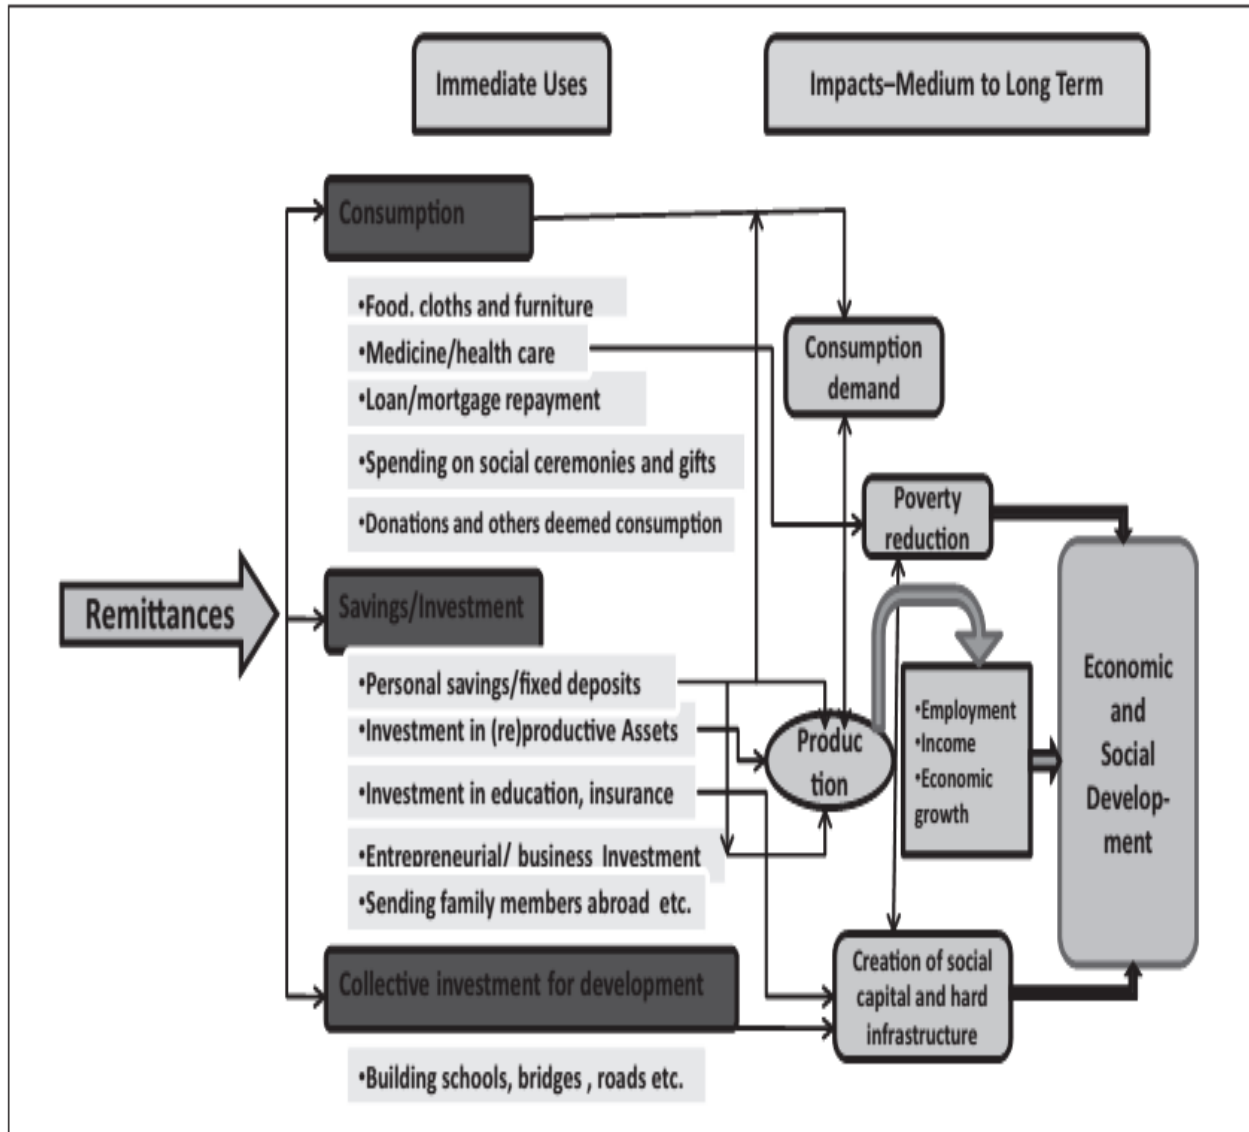 Immediate Uses
Impacts–Medium to Long Term
Consumption
•Food, cloths and furniture
•Medicine/health care
•Loan/mortgage repayment
•Spending on social ceremonies and gifts
•Donations and others deemed consumption
Remittances
Savings/Investment
•Personal savings/fixed deposits
•Investment in (re)productive Assets
•Investment in education, insurance
•Entrepreneurial/ business Investment
•Sending family members abroad etc.
Collective investment for development
•Building schools, bridges , roads etc.
Consumption
demand
Poverty
reduction
Produc
tion
•Employment
•Income
•Economic
growth
Creation of social
capital and hard
infrastructure
Economic
and
Social
Develop-
ment